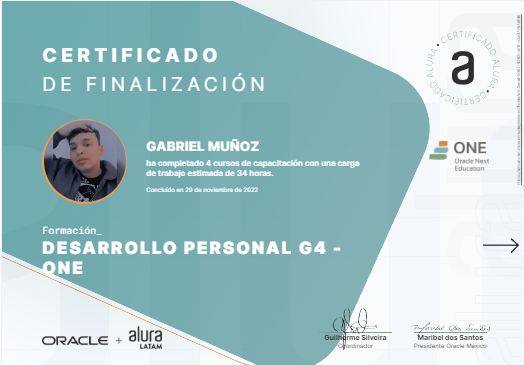 CERTIFICADO
DE FINALIZACIÓN
CERTIFICADO ALURA
CERTIFICADO ALURA
a
GABRIEL MUÑOZ
ha completado 4 cursos de capacitación con una carga
de trabajo estimada de 34 horas.
Concluido en 29 de noviembre de 2022
ONE
Oracle Next
Education
Formación_
DESARROLLO PERSONAL G4 -
ONE
ORACLE + alura
LATAM
Guilherme Silveira
Coordinador
Maribel dos Santos
Presidente Oracle México